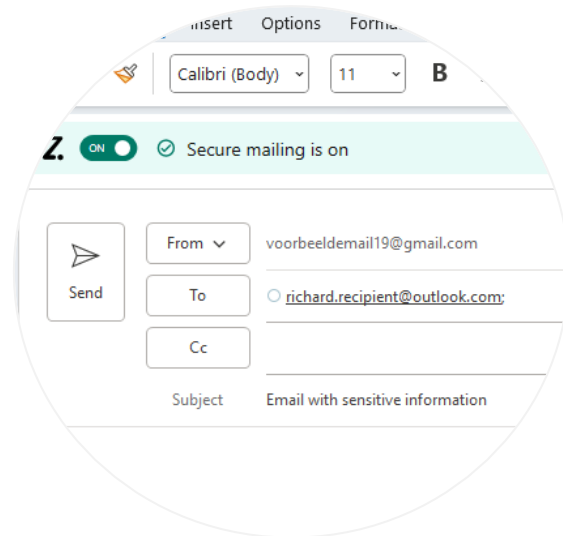 Insert Options
Calibri (Body) 11 B
Z. ON Secure mailing is on
From voorbeeldemail19@gmail.com
Send To richard.recipient@outlook.com;
Cc
Subject Email with sensitive information